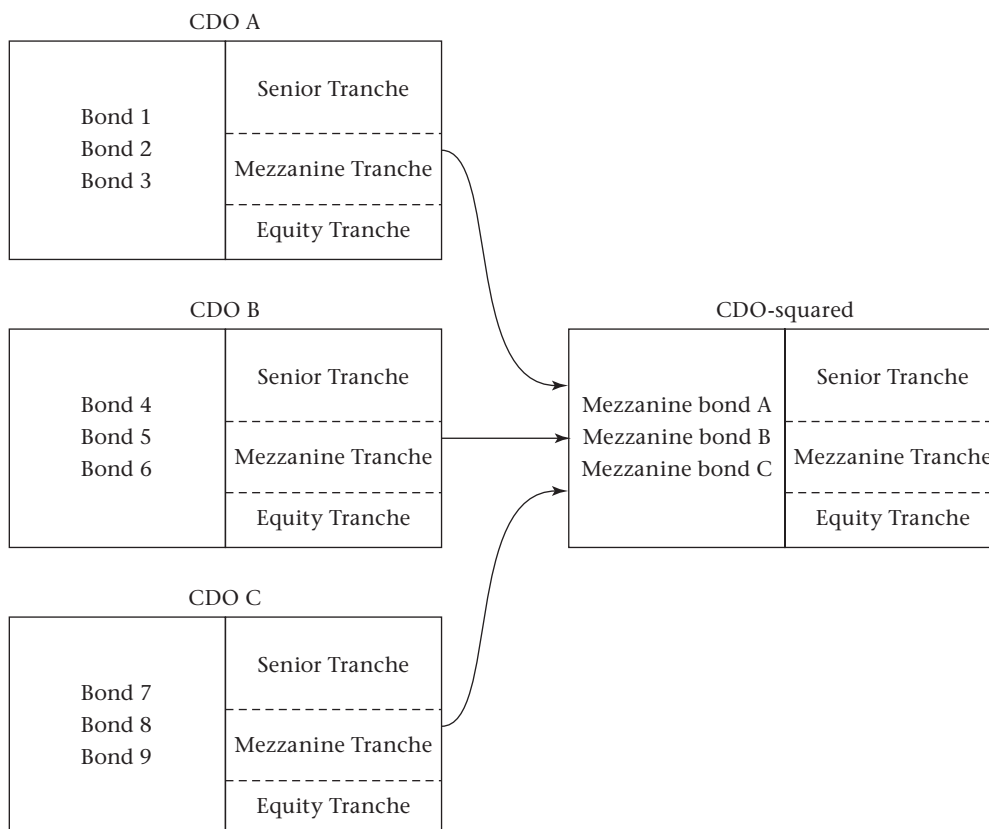 CDO A
Bond 1
Bond 2
Bond 3
Senior Tranche
Mezzanine Tranche
Equity Tranche
CDO B
Bond 4
Bond 5
Bond 6
Senior Tranche
Mezzanine Tranche
Equity Tranche
CDO-squared
Mezzanine bond A
Mezzanine bond B
Mezzanine bond C
Senior Tranche
Mezzanine Tranche
Equity Tranche
CDO C
Bond 7
Bond 8
Bond 9
Senior Tranche
Mezzanine Tranche
Equity Tranche